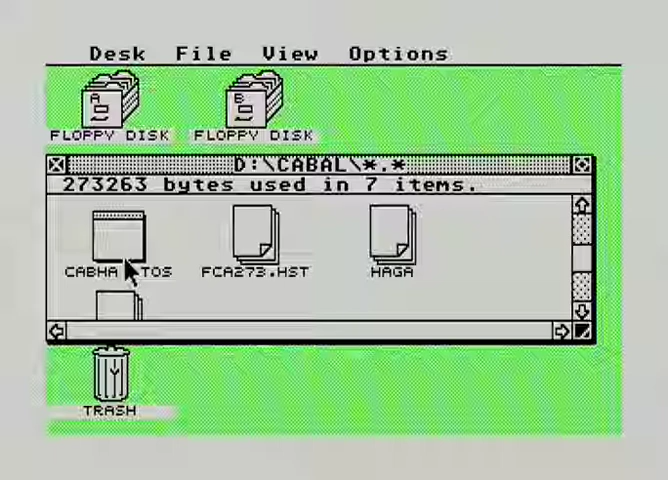 Desk File View Options
A B
FLOPPY DISK FLOPPY DISK
D:\CABAL\*.*
273263 bytes used in 7 items.
FCA273.HST HAGA
TRASH